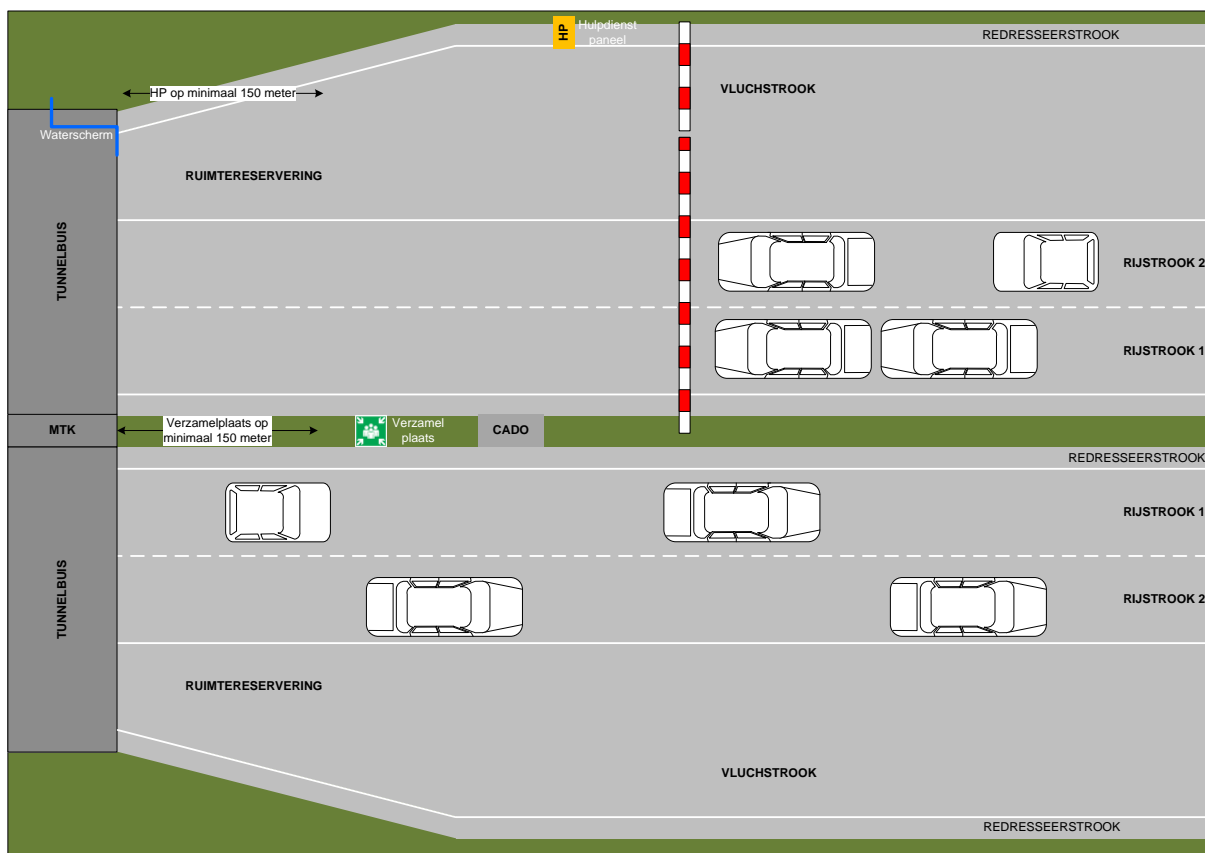 HP
Hulpdienst
paneel
REDRESSEERSTROOK
HP op minimaal 150 meter
VLUCHSTROOK
Waterscherm
RUIMTERESERVERING
TUNNELBUIS
RIJSTROOK 2
RIJSTROOK 1
MTK
Verzamelplaats op
minimaal 150 meter
Verzamel
plaats
CADO
REDRESSEERSTROOK
RIJSTROOK 1
TUNNELBUIS
RIJSTROOK 2
RUIMTERESERVERING
VLUCHSTROOK
REDRESSEERSTROOK